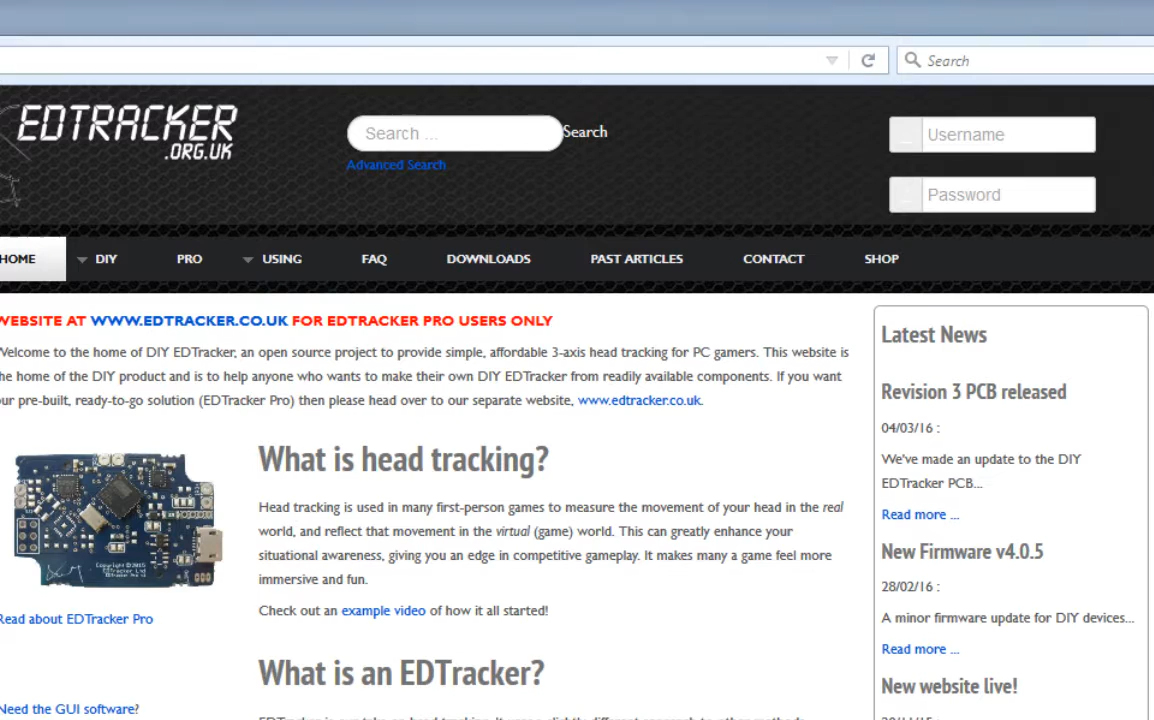 Search
EDTRACKER
.ORG.UK
Search ...
Search
Advanced Search
Username
Password
HOME
DIY
PRO
USING
FAQ
DOWNLOADS
PAST ARTICLES
CONTACT
SHOP
WEBSITE AT WWW.EDTRACKER.CO.UK FOR EDTRACKER PRO USERS ONLY
Welcome to the home of DIY EDTracker, an open source project to provide simple, affordable 3-axis head tracking for PC gamers. This website is
the home of the DIY product and is to help anyone who wants to make their own DIY EDTracker from readily available components. If you want
our pre-built, ready-to-go solution (EDTracker Pro) then please head over to our separate website, www.edtracker.co.uk.
Copyright ©2015
EDTracker Ltd
EDTracker Pro
Read about EDTracker Pro
Need the GUI software?
What is head tracking?
Head tracking is used in many first-person games to measure the movement of your head in the real
world, and reflect that movement in the virtual (game) world. This can greatly enhance your
situational awareness, giving you an edge in competitive gameplay. It makes many a game feel more
immersive and fun.
Check out an example video of how it all started!
What is an EDTracker?
Latest News
Revision 3 PCB released
04/03/16 :
We've made an update to the DIY
EDTracker PCB...
Read more ...
New Firmware v4.0.5
28/02/16 :
A minor firmware update for DIY devices...
Read more ...
New website live!